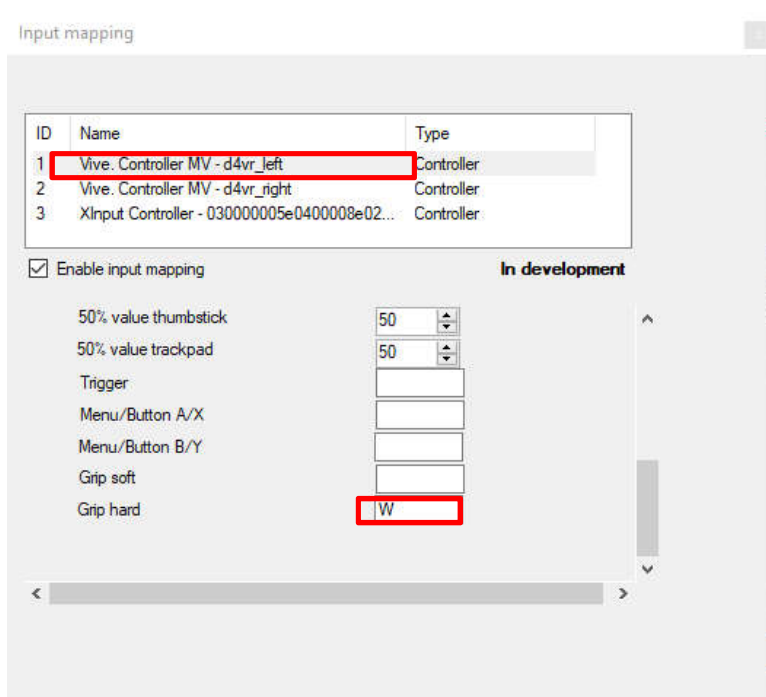 Input mapping
ID Name Type
1 Vive. Controller MV - d4vr_left Controller
2 Vive. Controller MV - d4vr_right Controller
3 XInput Controller - 030000005e0400008e02... Controller
Enable input mapping In development
50% value thumbstick 50
50% value trackpad 50
Trigger
Menu/Button A/X
Menu/Button B/Y
Grip soft
Grip hard W